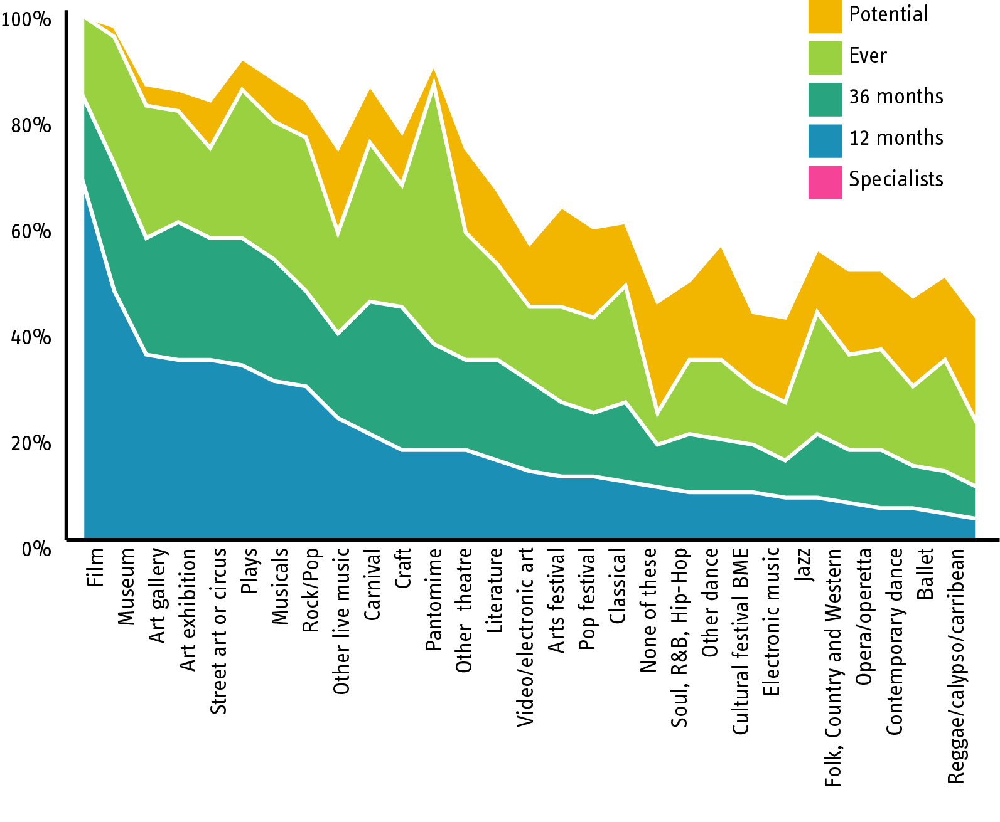 100%
80%
60%
40%
20%
0%
Potential
Ever
36 months
12 months
Specialists
Film
Museum
Art gallery
Art exhibition
Street art or circus
Plays
Musicals
Rock/Pop
Other live music
Carnival
Craft
Pantomime
Other theatre
Literature
Video/electronic art
Arts festival
Pop festival
Classical
None of these
Soul, R&B, Hip-Hop
Other dance
Cultural festival BME
Electronic music
Jazz
Folk, Country and Western
Opera/operetta
Contemporary dance
Ballet
Reggae/calypso/carribean